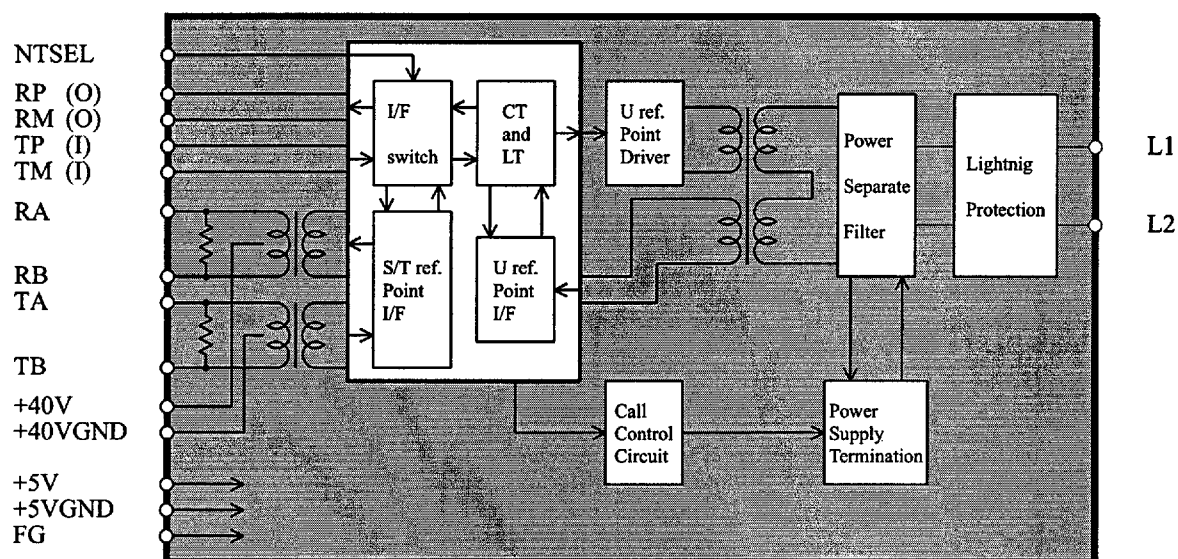 NTSEL
RP (O)
RM (O)
TP (I)
TM (I)
RA
RB
TA
TB
+40V
+40VGND
+5V
+5VGND
FG
I/F
switch
CT
and
LT
S/T ref.
Point
I/F
U ref.
Point
I/F
U ref.
Point
Driver
Power
Separate
Filter
Lightnig
Protection
Call
Control
Circuit
Power
Supply
Termination
L1
L2